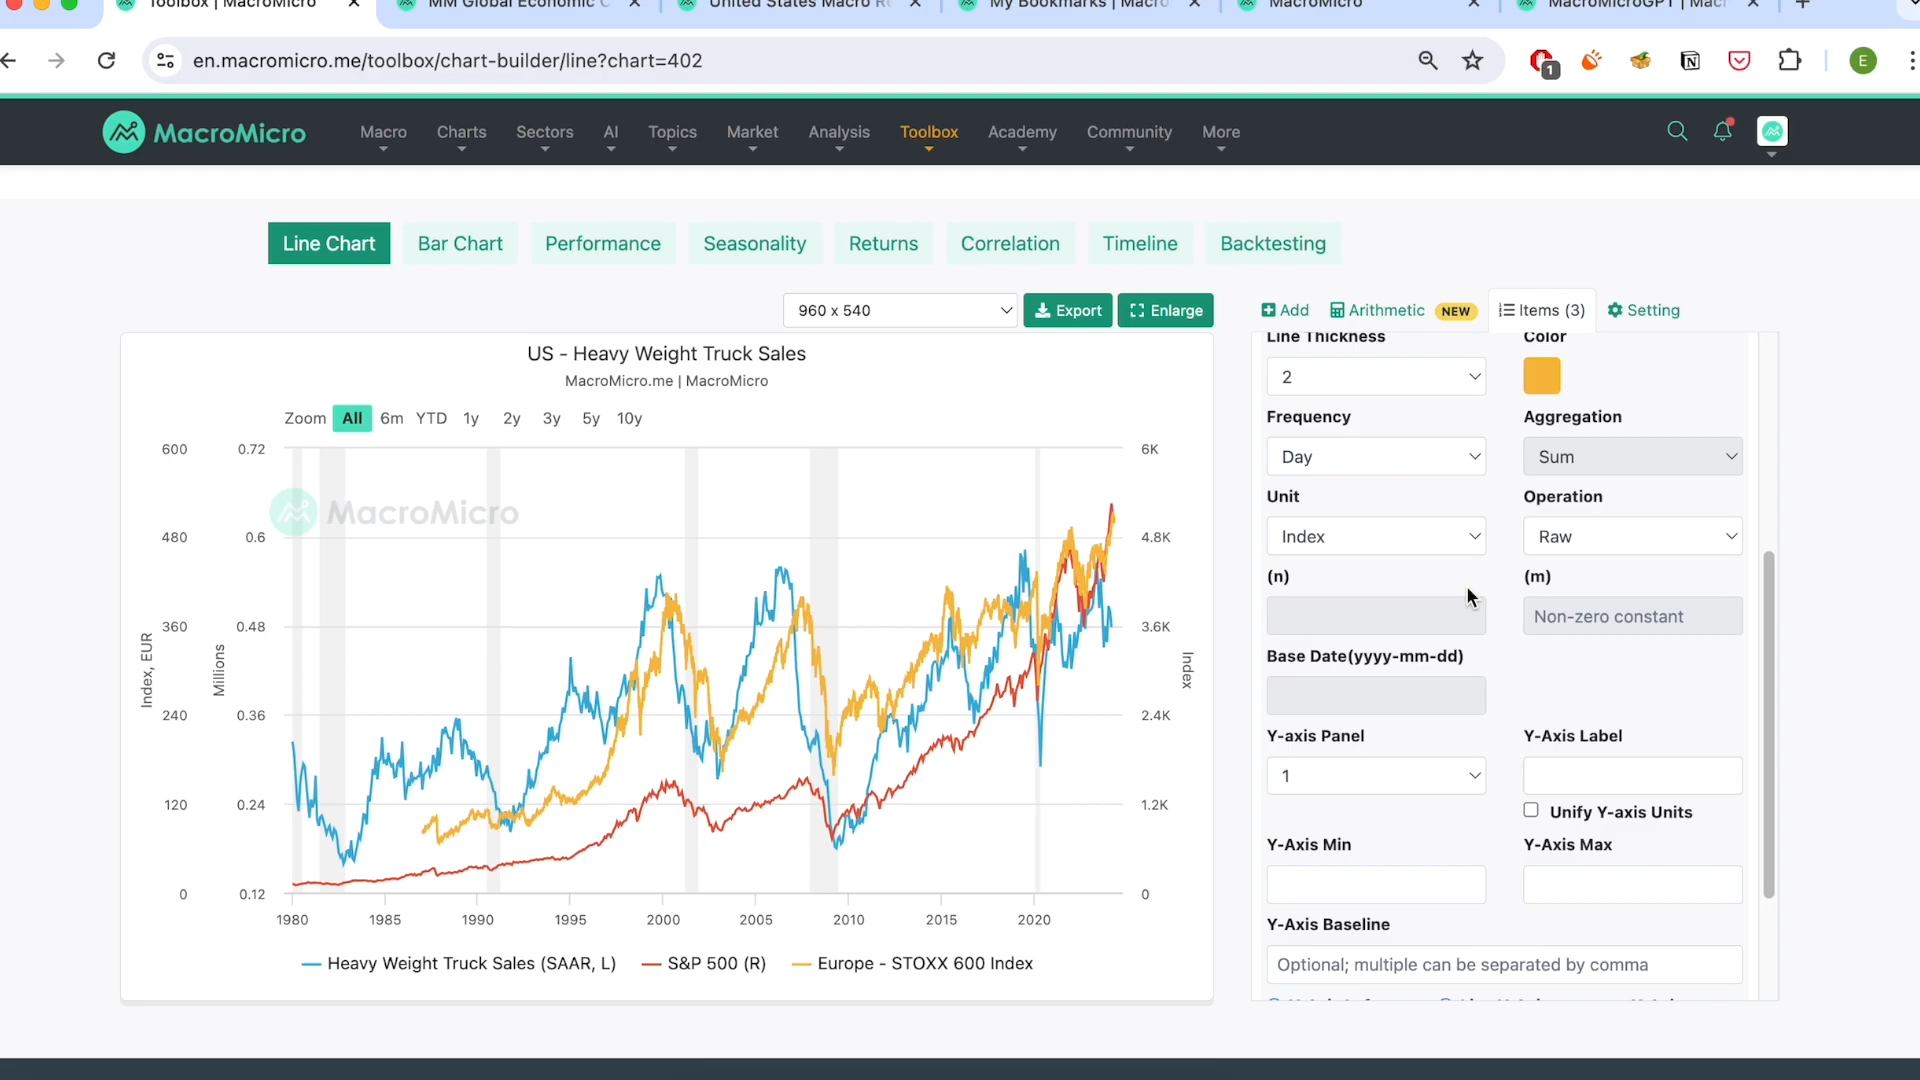 Toolbox | MacroMicro
MM Global Economic C
United States Macro Re
My Bookmarks | Macro
MacroMicro
MacroMicroGPT | Mac
en.macromicro.me/toolbox/chart-builder/line?chart=402
1
N
E
MacroMicro
Macro
Charts
Sectors
AI
Topics
Market
Analysis
Toolbox
Academy
Community
More
Line Chart
Bar Chart
Performance
Seasonality
Returns
Correlation
Timeline
Backtesting
960 x 540
Export
Enlarge
Add
Arithmetic NEW
Items (3)
Setting
US - Heavy Weight Truck Sales
MacroMicro.me | MacroMicro
Zoom All 6m YTD 1y 2y 3y 5y 10y
600 0.72 6K
MacroMicro
480 0.6 4.8K
360 0.48 3.6K
Index, EUR
Millions
Index
240 0.36 2.4K
120 0.24 1.2K
0 0.12 0
1980 1985 1990 1995 2000 2005 2010 2015 2020
Heavy Weight Truck Sales (SAAR, L) S&P 500 (R) Europe - STOXX 600 Index
Line Thickness Color
2
Frequency Aggregation
Day Sum
Unit Operation
Index Raw
(n) (m)
Non-zero constant
Base Date(yyyy-mm-dd)
Y-axis Panel Y-Axis Label
1
Unify Y-axis Units
Y-Axis Min Y-Axis Max
Y-Axis Baseline
Optional; multiple can be separated by comma